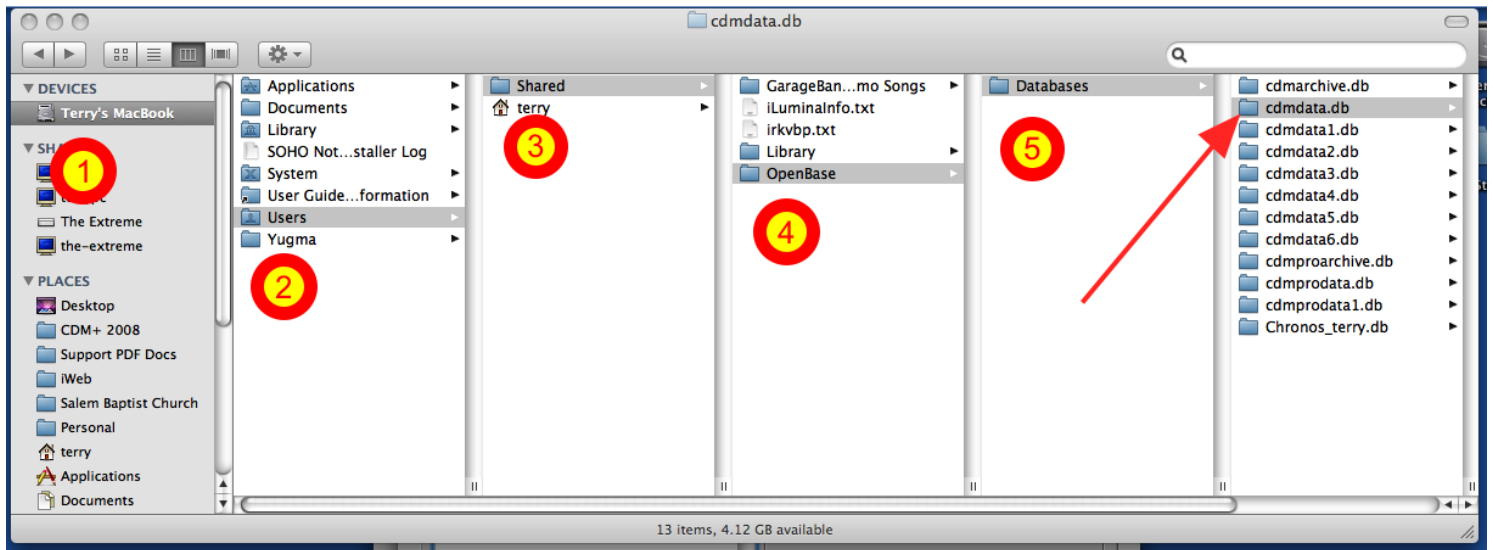 cdmdata.db
DEVICES
Terry's MacBook
SH
1
The Extreme
the-extreme
PLACES
Desktop
CDM+ 2008
Support PDF Docs
iWeb
Salem Baptist Church
Personal
terry
Applications
Documents
Applications
Documents
Library
SOHO Not...staller Log
System
User Guide...formation
Users
Yugma
2
Shared
terry
3
GarageBan...mo Songs
iLuminaInfo.txt
irkvbp.txt
Library
OpenBase
4
Databases
5
cdmarchive.db
cdmdata.db
cdmdata1.db
cdmdata2.db
cdmdata3.db
cdmdata4.db
cdmdata5.db
cdmdata6.db
cdmproarchive.db
cdmprodata.db
cdmprodata1.db
Chronos_terry.db
13 items, 4.12 GB available